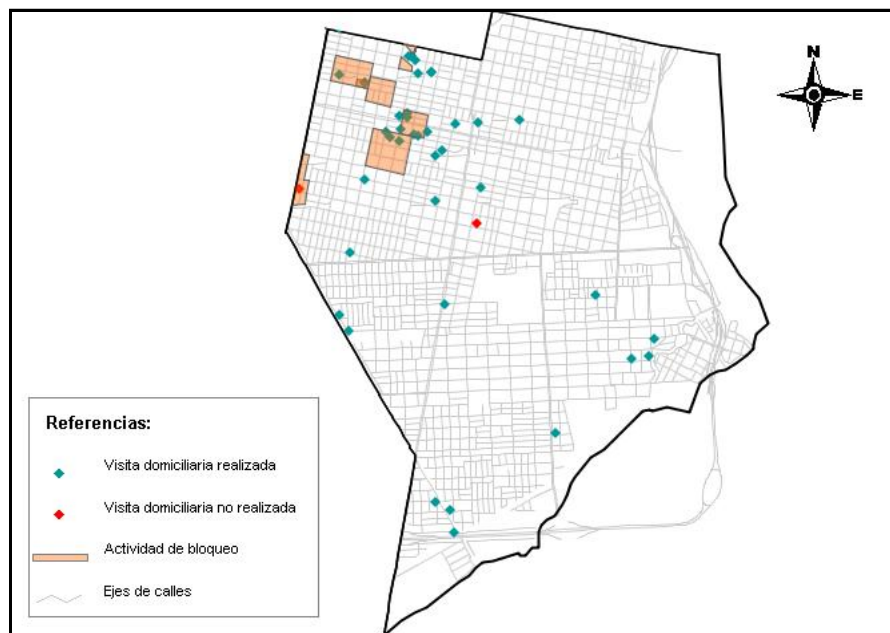 N
E
Referencias:
Visita domiciliaria realizada
Visita domiciliaria no realizada
Actividad de bloqueo
Ejes de calles